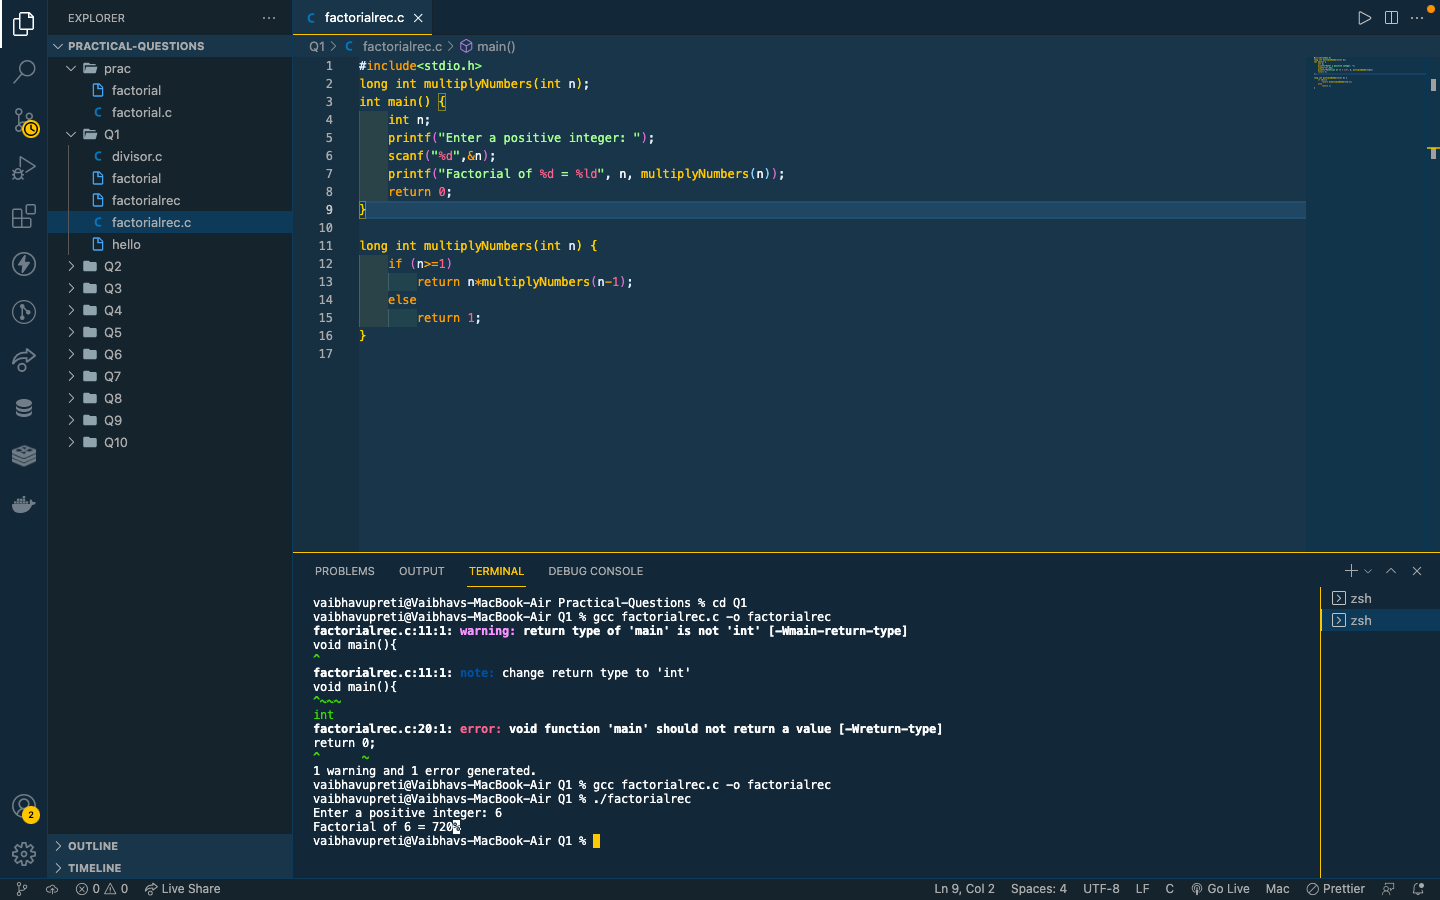 EXPLORER
PRACTICAL-QUESTIONS
prac
factorial
C factorial.c
Q1
C divisor.c
factorial
factorialrec
C factorialrec.c
hello
Q2
Q3
Q4
Q5
Q6
Q7
Q8
Q9
Q10
OUTLINE
TIMELINE
2
C factorialrec.c
Q1 > C factorialrec.c > main()
1 #include<stdio.h>
2 long int multiplyNumbers(int n);
3 int main() {
4 int n;
5 printf("Enter a positive integer: ");
6 scanf("%d",&n);
7 printf("Factorial of %d = %ld", n, multiplyNumbers(n));
8 return 0;
9 }
10
11 long int multiplyNumbers(int n) {
12 if (n>=1)
13 return n*multiplyNumbers(n-1);
14 else
15 return 1;
16 }
17
PROBLEMS OUTPUT TERMINAL DEBUG CONSOLE
vaibhavupreti@Vaibhavs-MacBook-Air Practical-Questions % cd Q1
vaibhavupreti@Vaibhavs-MacBook-Air Q1 % gcc factorialrec.c -o factorialrec
factorialrec.c:11:1: warning: return type of 'main' is not 'int' [-Wmain-return-type]
void main(){
^
factorialrec.c:11:1: note: change return type to 'int'
void main(){
^~~~
int
factorialrec.c:20:1: error: void function 'main' should not return a value [-Wreturn-type]
return 0;
^      ~
1 warning and 1 error generated.
vaibhavupreti@Vaibhavs-MacBook-Air Q1 % gcc factorialrec.c -o factorialrec
vaibhavupreti@Vaibhavs-MacBook-Air Q1 % ./factorialrec
Enter a positive integer: 6
Factorial of 6 = 720%
vaibhavupreti@Vaibhavs-MacBook-Air Q1 %
zsh
zsh
0 0 Live Share Ln 9, Col 2 Spaces: 4 UTF-8 LF C Go Live Mac Prettier